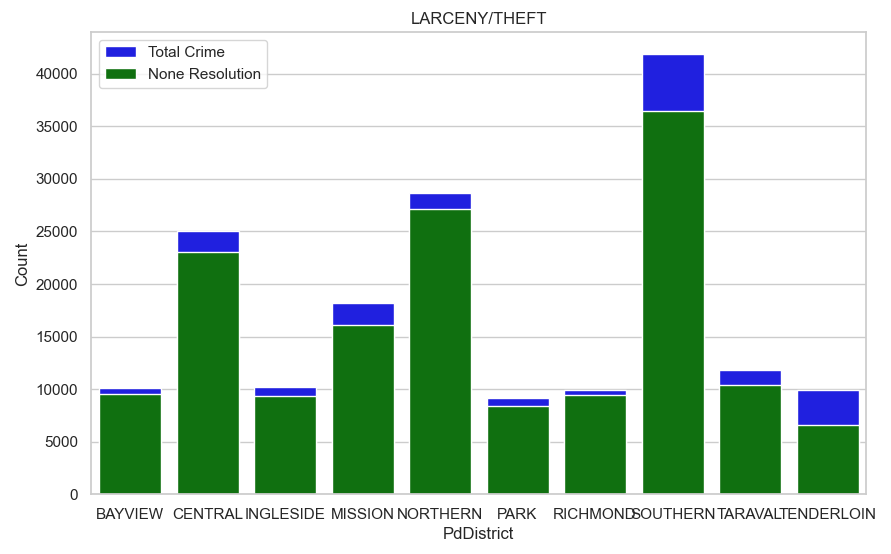 LARCENY/THEFT
Total Crime
None Resolution
40000
35000
30000
25000
20000
15000
10000
5000
0
Count
BAYVIEW CENTRAL INGLESIDE MISSION NORTHERN PARK RICHMOND SOUTHERN TARAVAL TENDERLOIN
PdDistrict